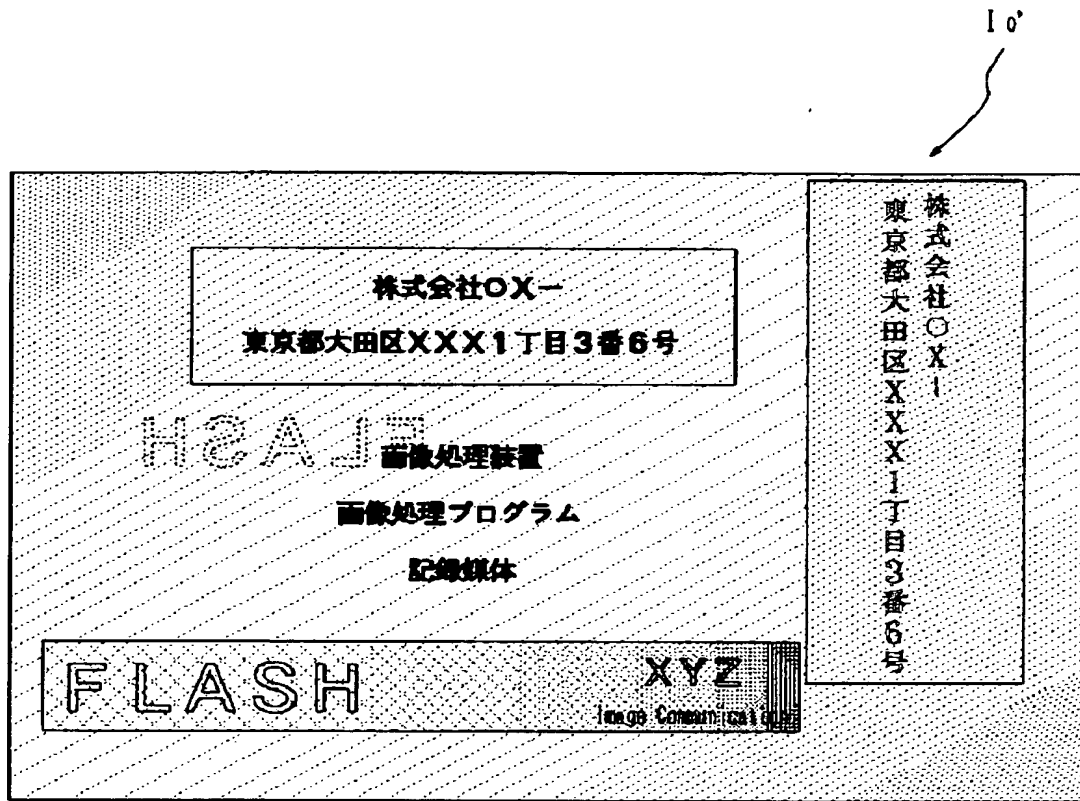 I o'
株式会社〇X－
東京都大田区XXX1丁目3番6号
株式会社OX－
東京都大田区XXX1丁目3番6号
FLASH
画像処理装置
画像処理プログラム
記録媒体
FLASH
XYZ
Image Communication